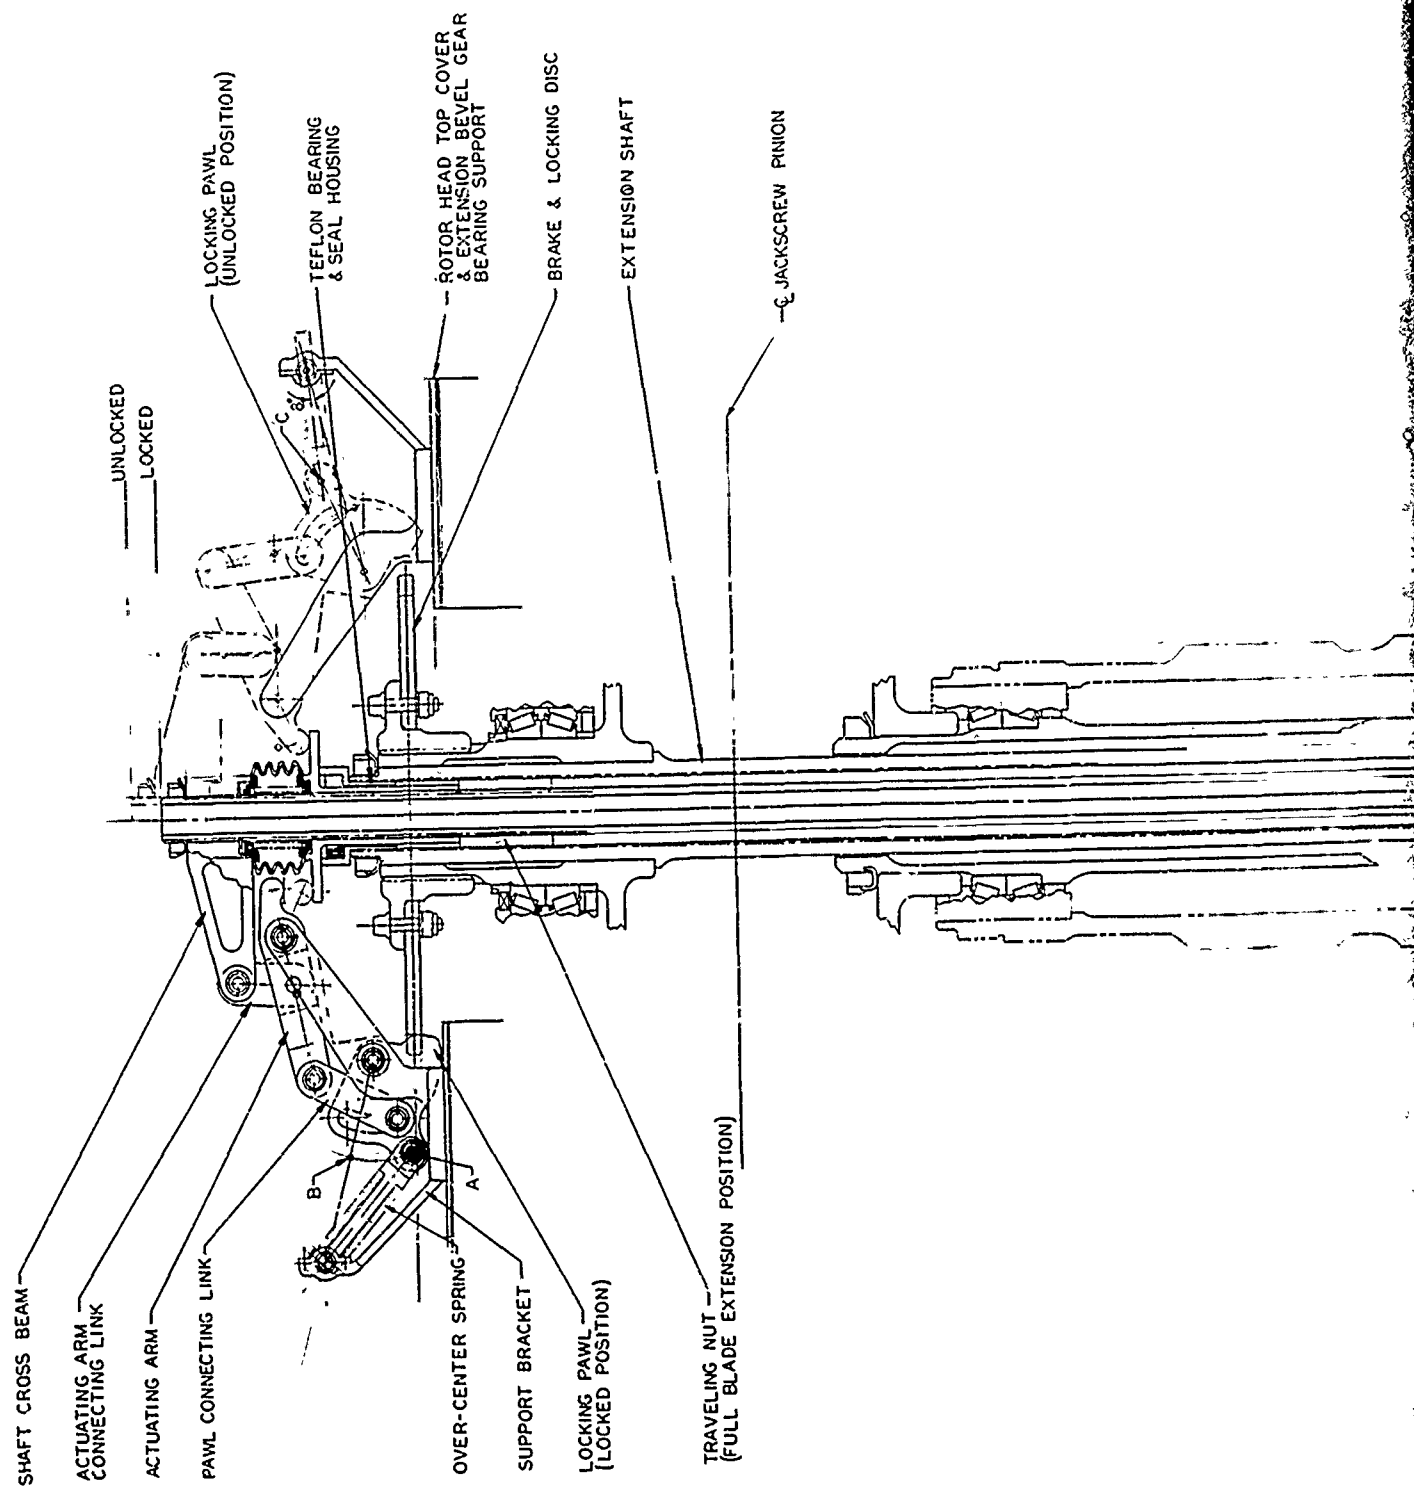 SHAFT CROSS BEAM
ACTUATING ARM
CONNECTING LINK
ACTUATING ARM
PAWL CONNECTING LINK
OVER-CENTER SPRING
SUPPORT BRACKET
LOCKING PAWL
(LOCKED POSITION)
TRAVELING NUT
(FULL BLADE EXTENSION POSITION)
B
A
UNLOCKED
LOCKED
C
8°
LOCKING PAWL
(UNLOCKED POSITION)
TEFLON BEARING
& SEAL HOUSING
ROTOR HEAD TOP COVER
& EXTENSION BEVEL GEAR
BEARING SUPPORT
BRAKE & LOCKING DISC
EXTENSION SHAFT
℄ JACKSCREW PINION